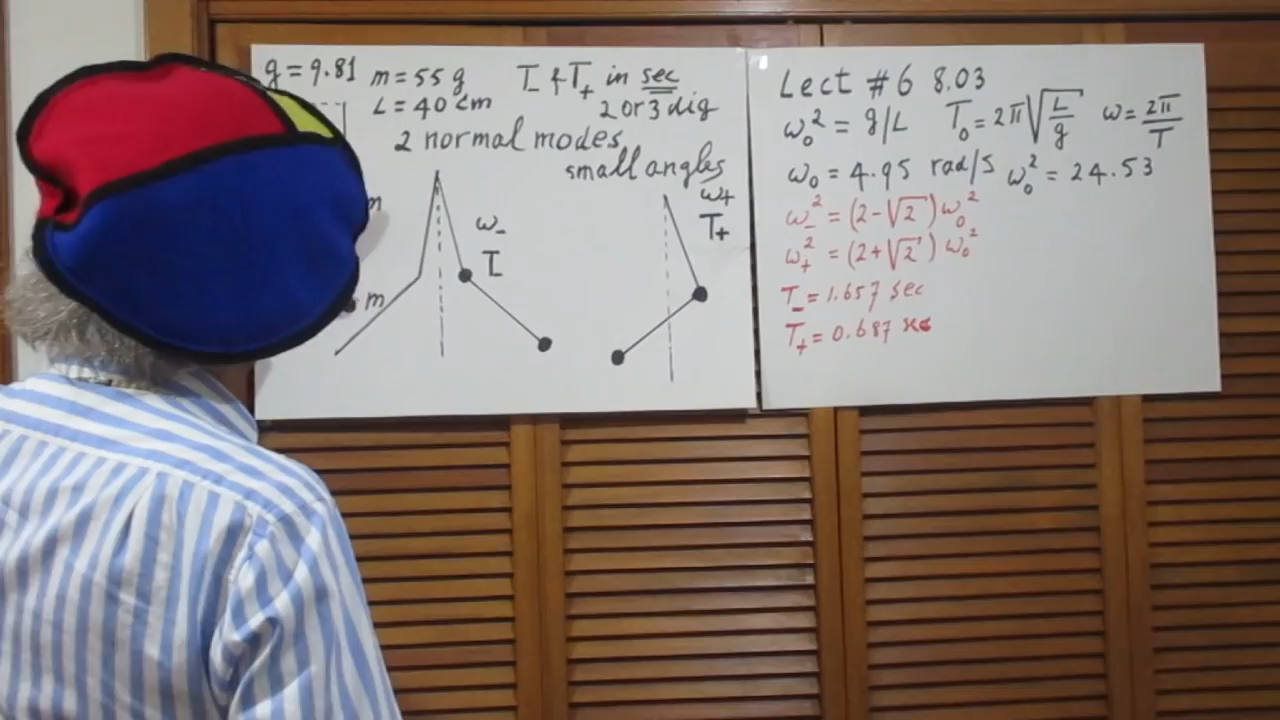 g = 9.81 m = 55 g T₋ & T₊ in sec
L = 40 cm 2 or 3 dig
2 normal modes
small angles
m
m
ω₋
T₋
ω₊
T₊
Lect #6 8.03
ω₀² = g/L T₀ = 2π√(L/g) ω = 2π/T
ω₀ = 4.95 rad/s ω₀² = 24.53
ω₋² = (2-√2) ω₀²
ω₊² = (2+√2) ω₀²
T₋ = 1.657 sec
T₊ = 0.687 sec